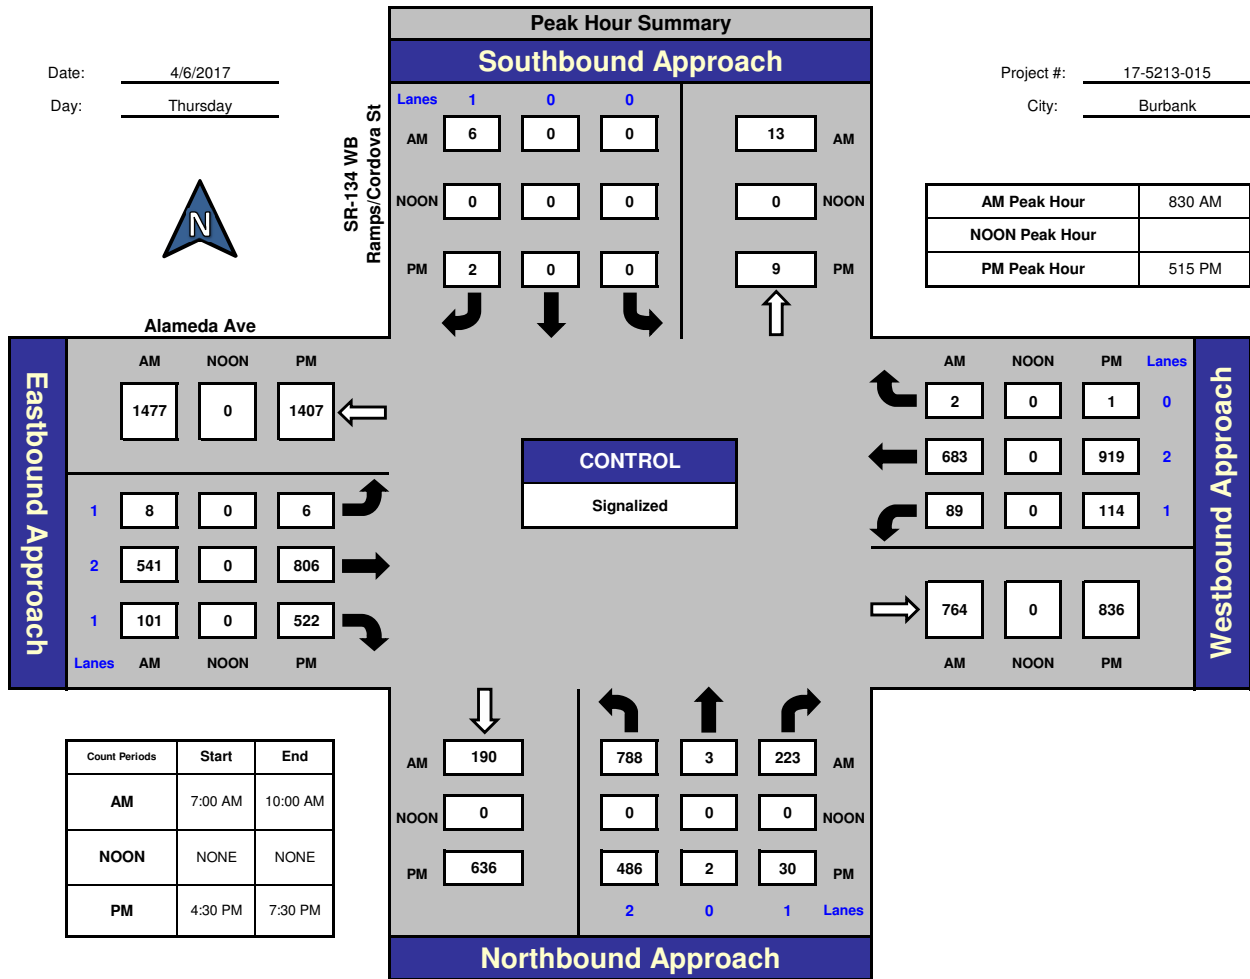 Peak Hour Summary
Southbound Approach
Date: 4/6/2017
Day: Thursday
Project #: 17-5213-015
City: Burbank
SR-134 WB
Ramps/Cordova St
Lanes 1 0 0
AM 6 0 0 13 AM
NOON 0 0 0 0 NOON
PM 2 0 0 9 PM
N
AM Peak Hour 830 AM
NOON Peak Hour
PM Peak Hour 515 PM
Alameda Ave
Eastbound Approach
AM NOON PM
1477 0 1407
1 8 0 6
2 541 0 806
1 101 0 522
Lanes AM NOON PM
CONTROL
Signalized
AM NOON PM Lanes
2 0 1 0
683 0 919 2
89 0 114 1
764 0 836
AM NOON PM
Westbound Approach
Count Periods Start End
AM 7:00 AM 10:00 AM
NOON NONE NONE
PM 4:30 PM 7:30 PM
AM 190 788 3 223 AM
NOON 0 0 0 0 NOON
PM 636 486 2 30 PM
2 0 1 Lanes
Northbound Approach